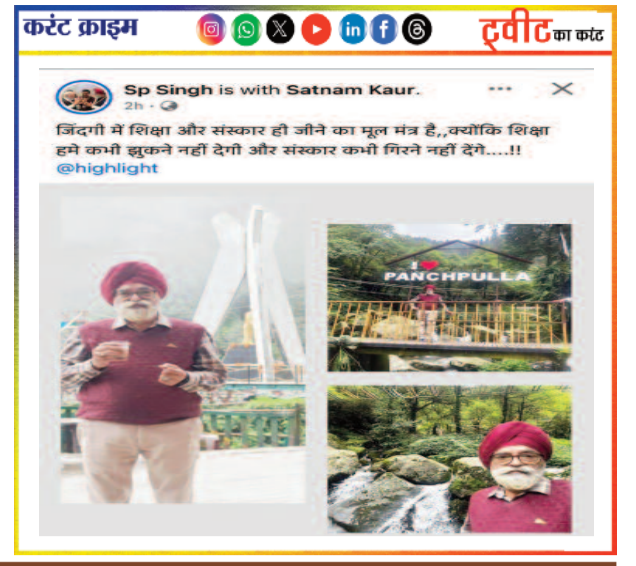 करंट क्राइम
ट्वीट का करंट
Sp Singh is with Satnam Kaur.
2h
जिंदगी में शिक्षा और संस्कार ही जीने का मूल मंत्र है,,क्योंकि शिक्षा
हमे कभी झुकने नहीं देगी और संस्कार कभी गिरने नहीं देंगे....!!
@highlight
I
PANCHPULLA